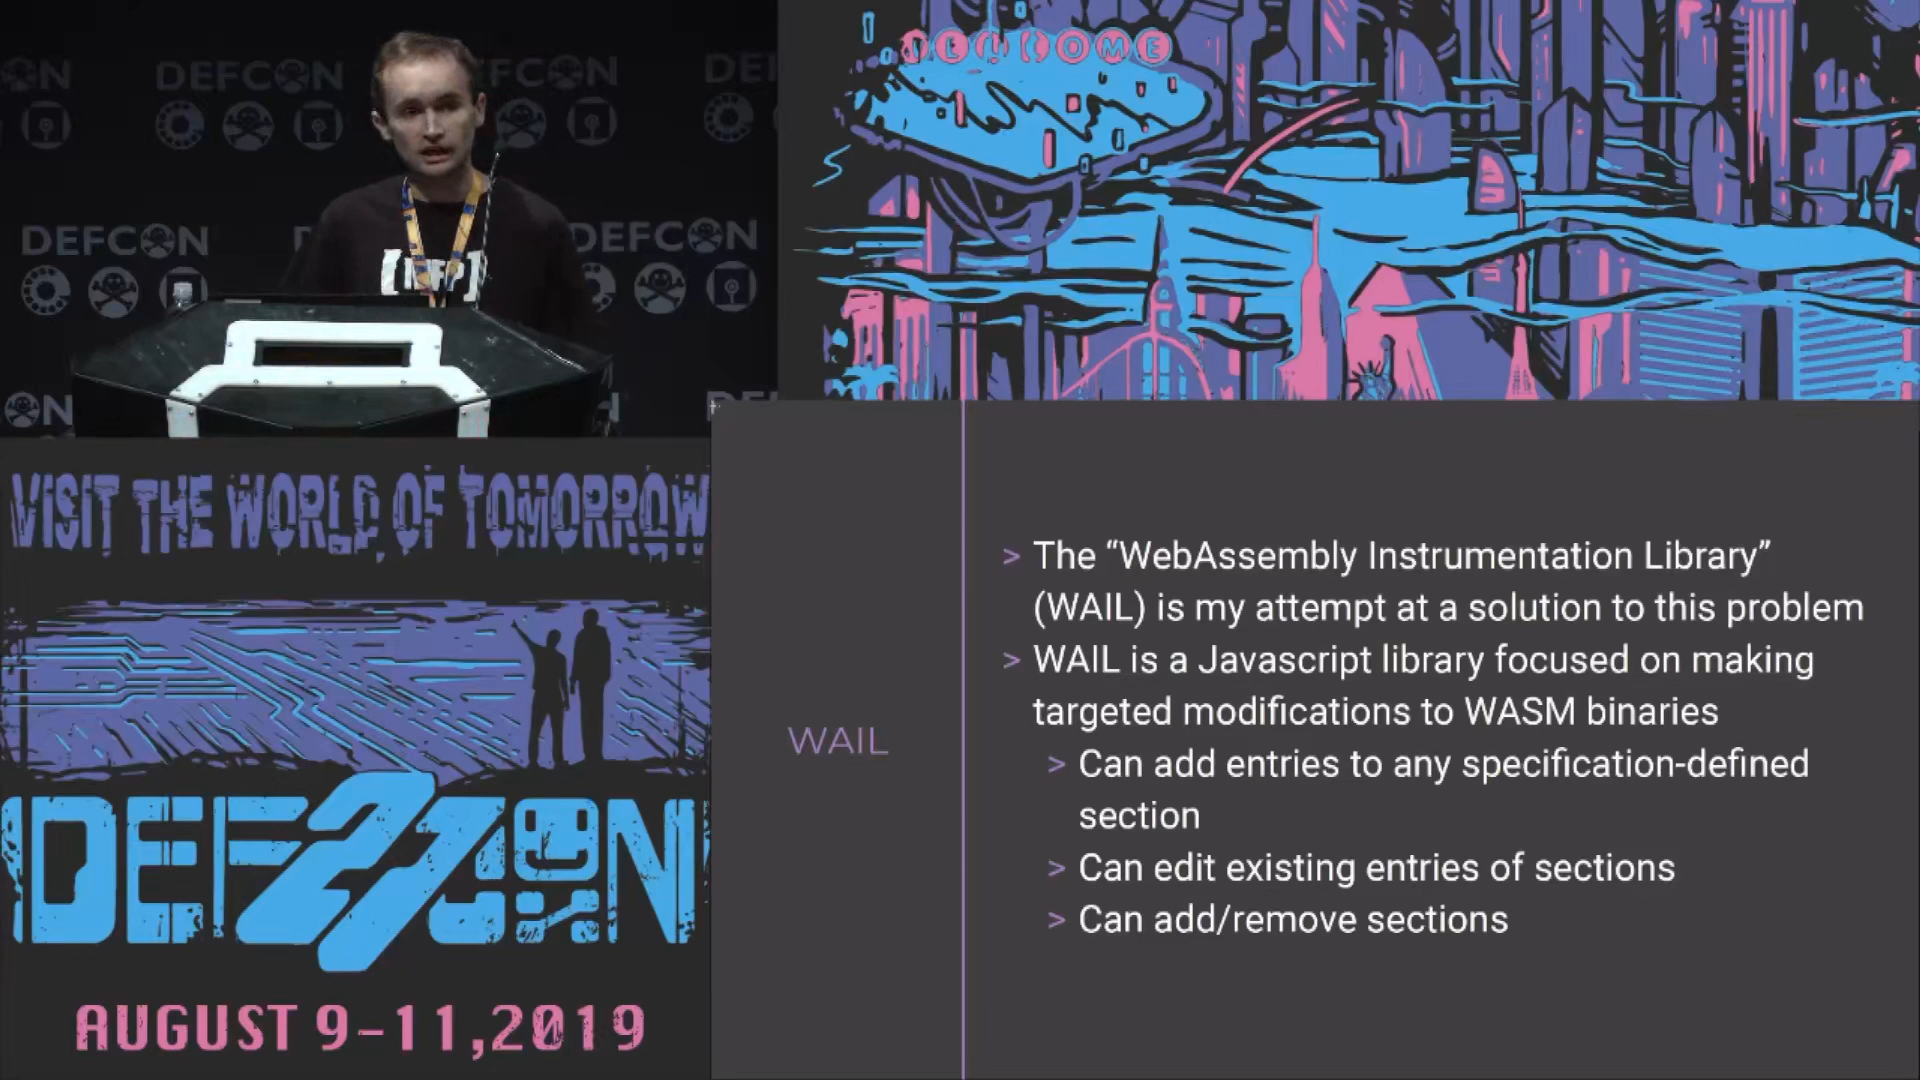 DEFCON
DEFCON
DEFCON
WELCOME
VISIT THE WORLD OF TOMORROW
DEF27CON
AUGUST 9-11,2019
WAIL
> The “WebAssembly Instrumentation Library”
(WAIL) is my attempt at a solution to this problem
> WAIL is a Javascript library focused on making
targeted modifications to WASM binaries
> Can add entries to any specification-defined
section
> Can edit existing entries of sections
> Can add/remove sections